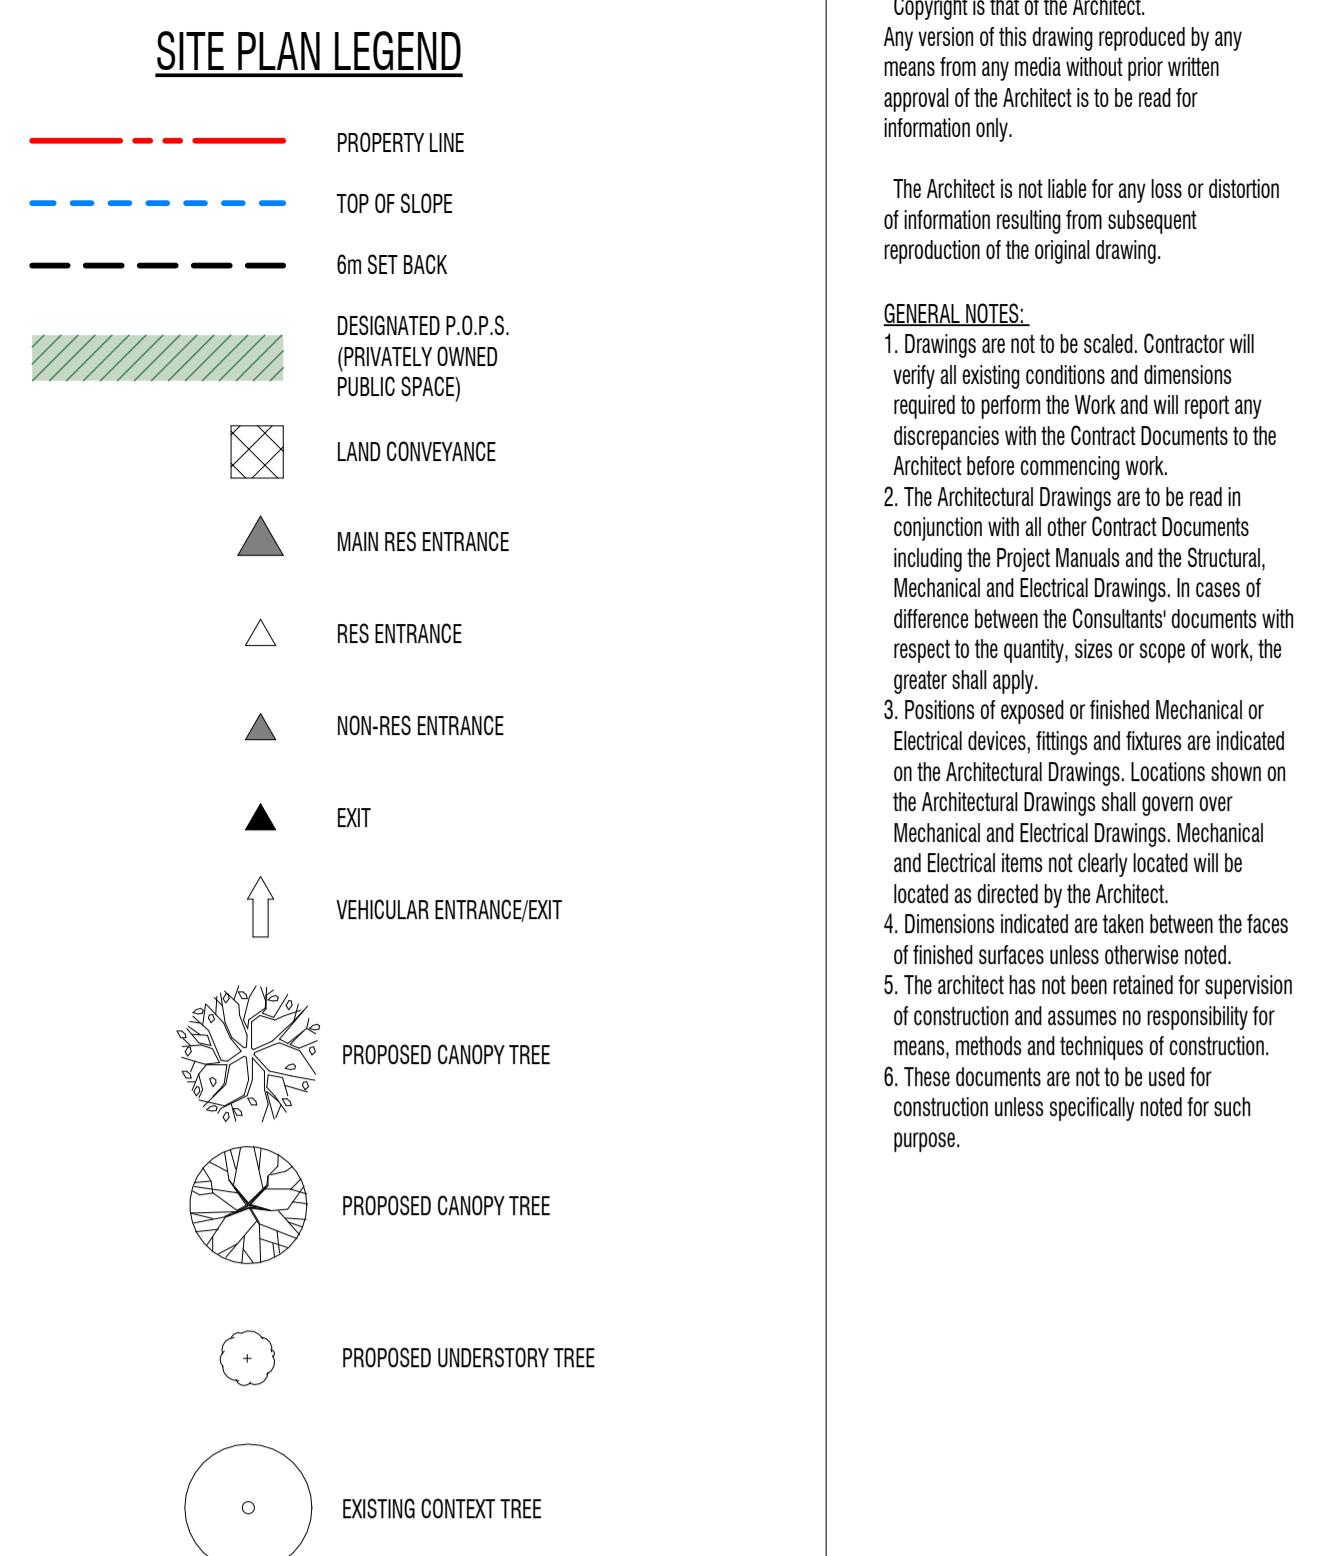 SITE PLAN LEGEND
PROPERTY LINE
TOP OF SLOPE
6m SET BACK
DESIGNATED P.O.P.S.
(PRIVATELY OWNED
PUBLIC SPACE)
LAND CONVEYANCE
MAIN RES ENTRANCE
RES ENTRANCE
NON-RES ENTRANCE
EXIT
VEHICULAR ENTRANCE/EXIT
PROPOSED CANOPY TREE
PROPOSED CANOPY TREE
PROPOSED UNDERSTORY TREE
EXISTING CONTEXT TREE
Copyright is that of the Architect.
Any version of this drawing reproduced by any
means from any media without prior written
approval of the Architect is to be read for
information only.
The Architect is not liable for any loss or distortion
of information resulting from subsequent
reproduction of the original drawing.
GENERAL NOTES:
1. Drawings are not to be scaled. Contractor will
verify all existing conditions and dimensions
required to perform the Work and will report any
discrepancies with the Contract Documents to the
Architect before commencing work.
2. The Architectural Drawings are to be read in
conjunction with all other Contract Documents
including the Project Manuals and the Structural,
Mechanical and Electrical Drawings. In cases of
difference between the Consultants' documents with
respect to the quantity, sizes or scope of work, the
greater shall apply.
3. Positions of exposed or finished Mechanical or
Electrical devices, fittings and fixtures are indicated
on the Architectural Drawings. Locations shown on
the Architectural Drawings shall govern over
Mechanical and Electrical Drawings. Mechanical
and Electrical items not clearly located will be
located as directed by the Architect.
4. Dimensions indicated are taken between the faces
of finished surfaces unless otherwise noted.
5. The architect has not been retained for supervision
of construction and assumes no responsibility for
means, methods and techniques of construction.
6. These documents are not to be used for
construction unless specifically noted for such
purpose.